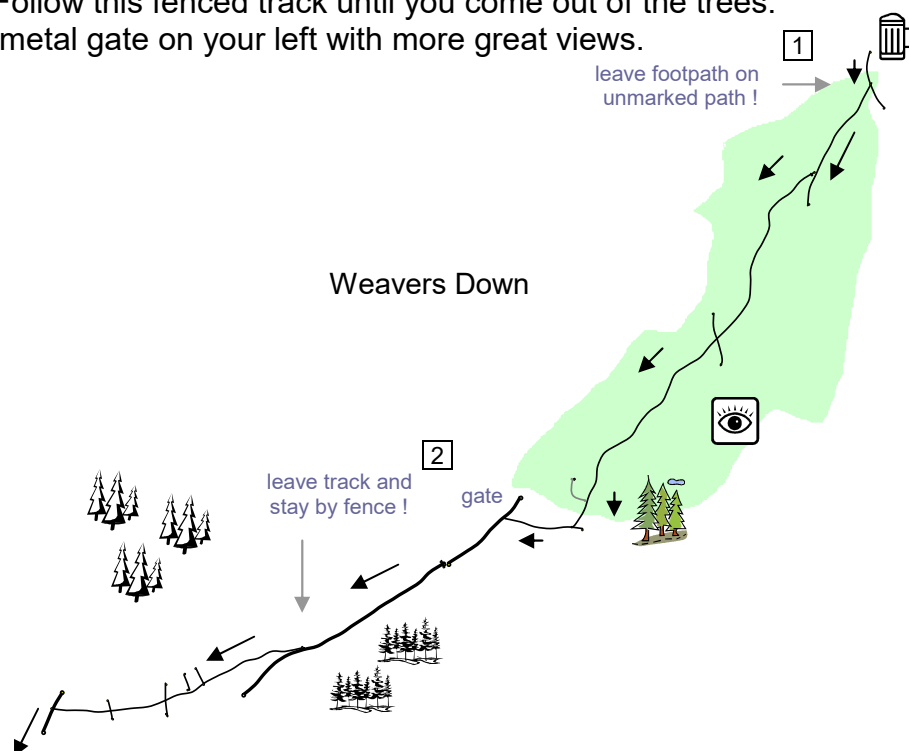 Follow this fenced track until you come out of the trees.
metal gate on your left with more great views.
1
leave footpath on
unmarked path !
Weavers Down
2
leave track and
stay by fence !
gate